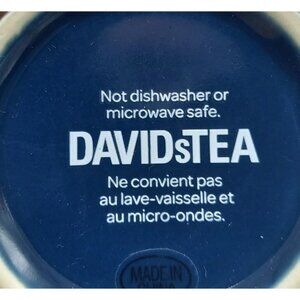 Not dishwasher or
microwave safe.
DAVIDsTEA
Ne convient pas
au lave-vaisselle et
au micro-ondes.
MADE IN